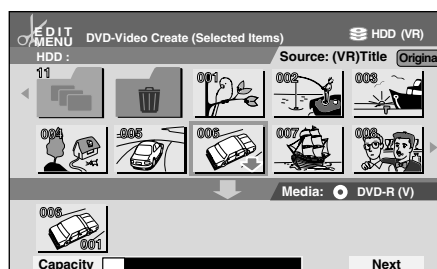 EDIT
MENU DVD-Video Create (Selected Items) HDD (VR)
HDD : Source: (VR)Title Origina
11 001 002 003
004 005 006 007 008
Media: DVD-R (V)
006
001
Capacity Next